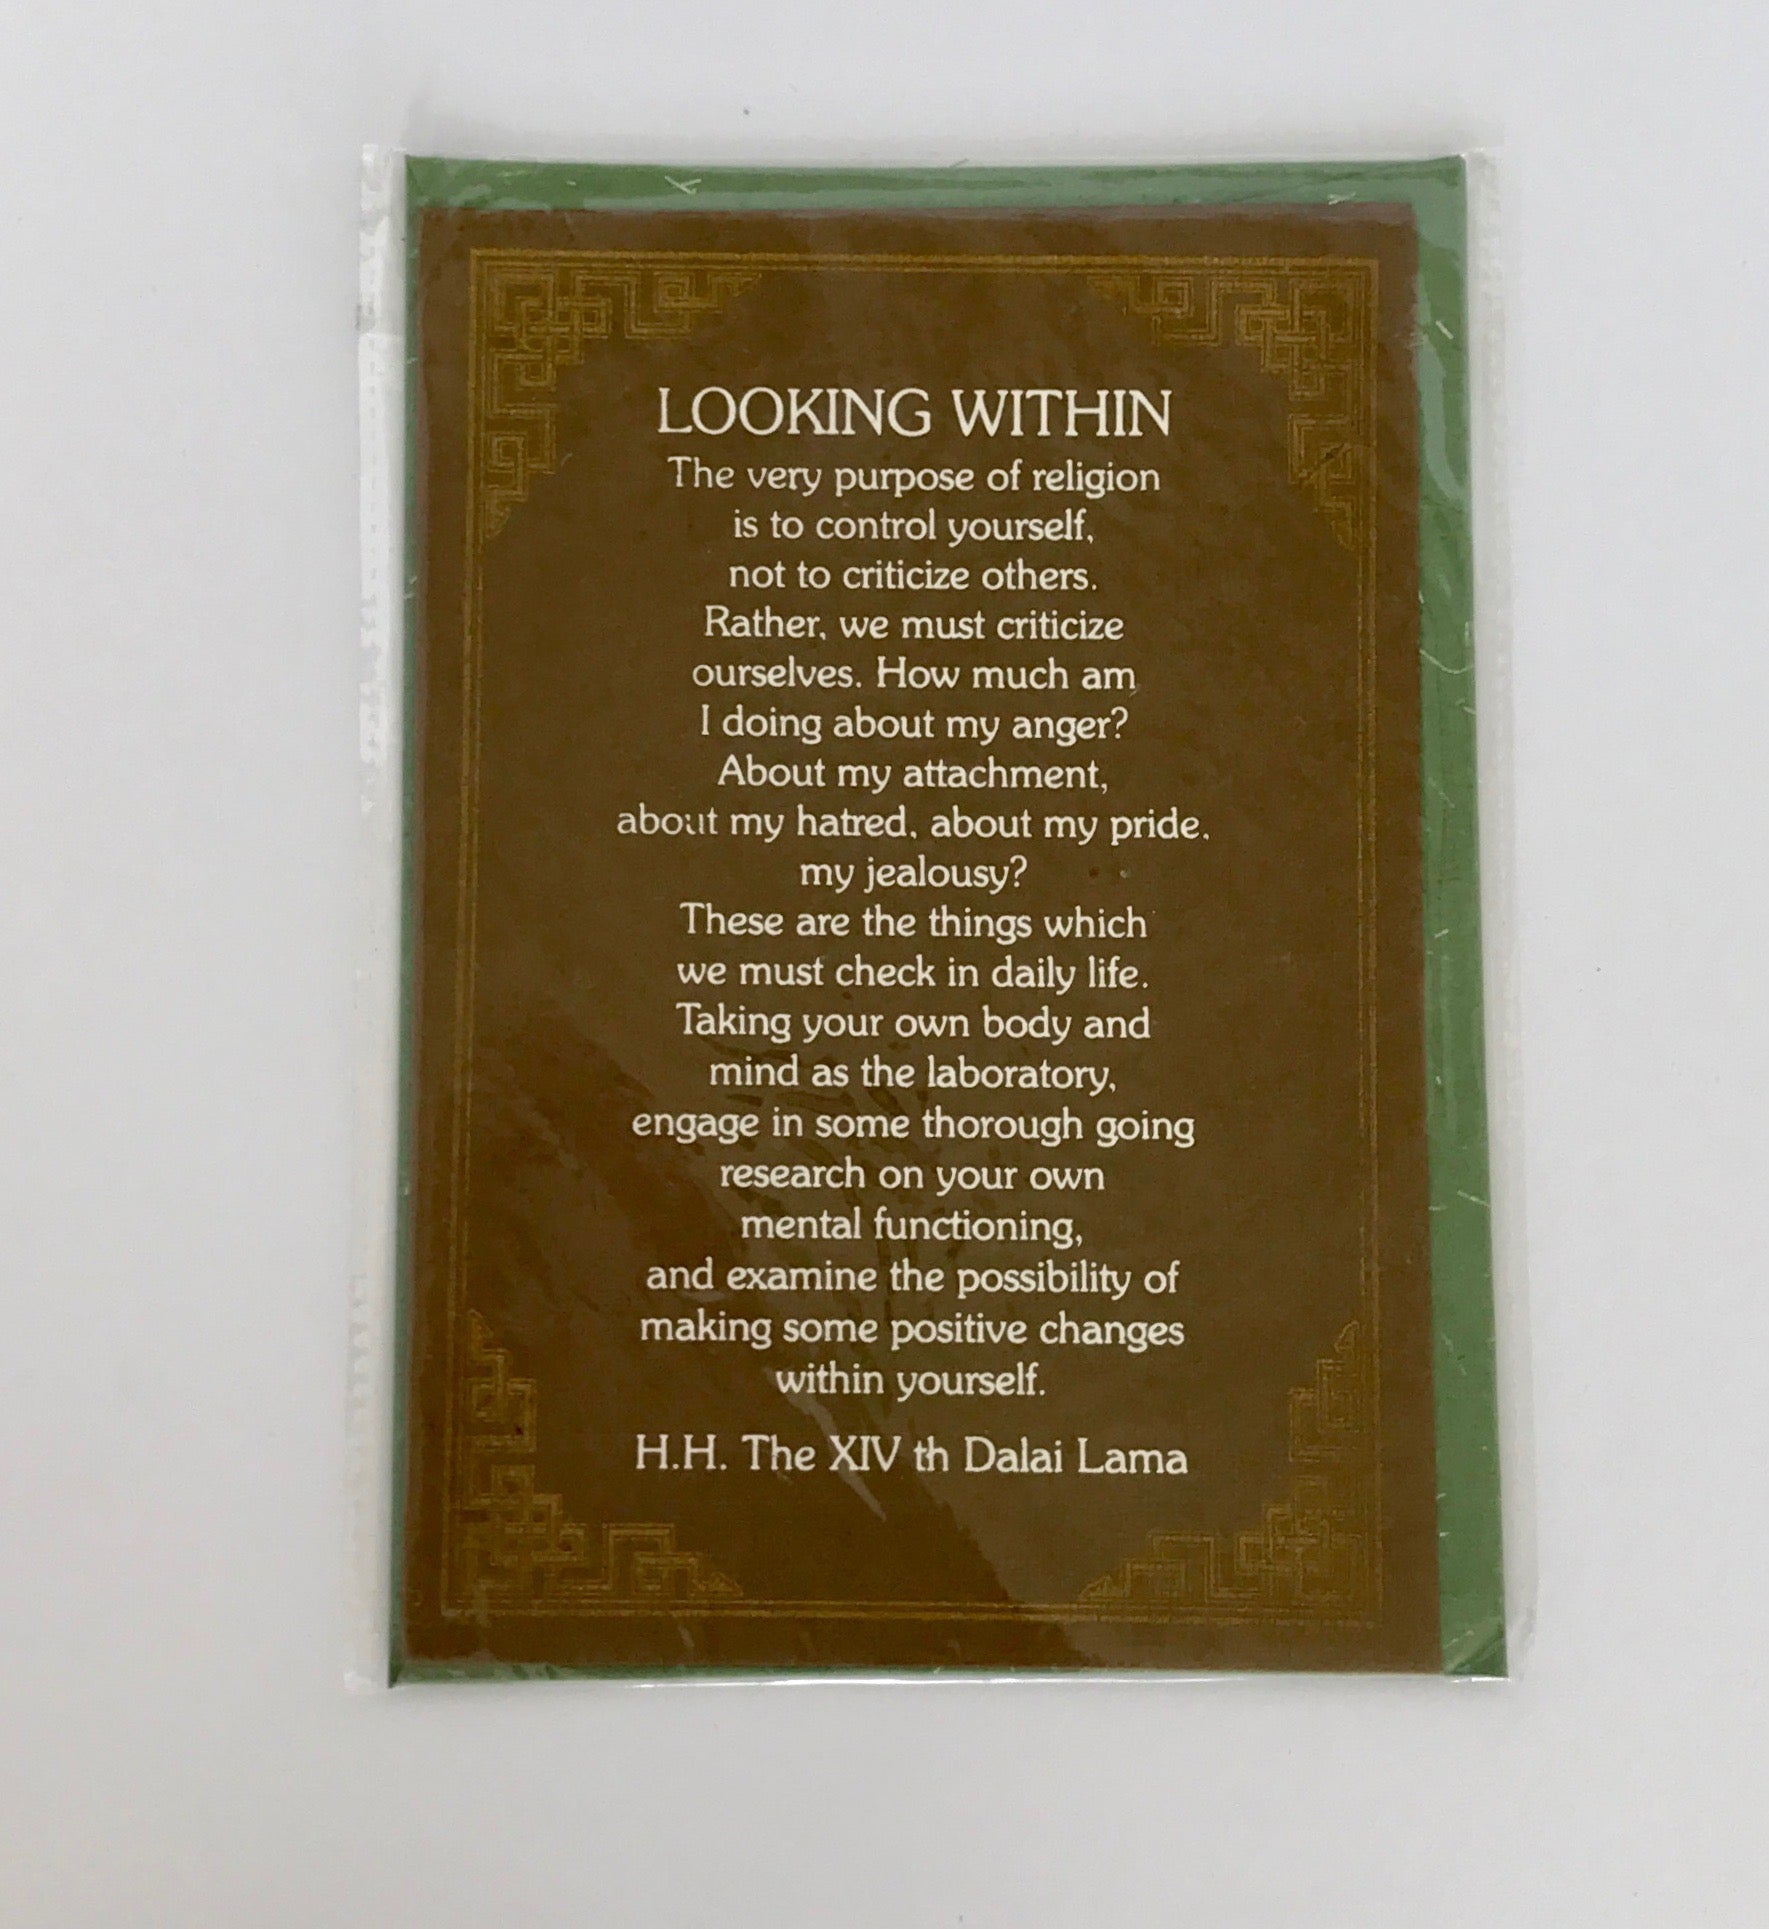 LOOKING WITHIN
The very purpose of religion
is to control yourself,
not to criticize others.
Rather, we must criticize
ourselves. How much am
I doing about my anger?
About my attachment,
about my hatred, about my pride,
my jealousy?
These are the things which
we must check in daily life.
Taking your own body and
mind as the laboratory,
engage in some thorough going
research on your own
mental functioning,
and examine the possibility of
making some positive changes
within yourself.
H.H. The XIV th Dalai Lama